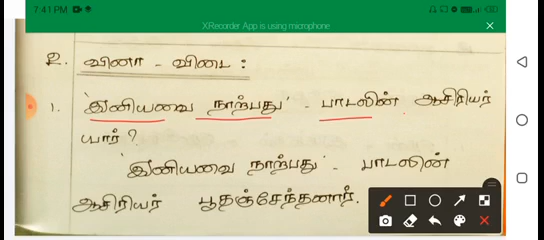 7:41 PM
XRecorder App is using microphone
2. வினா - விடை :
1. 'இனியவை நாற்பது' - பாடலின் ஆசிரியர்
யார் ?
'இனியவை நாற்பது' - பாடலின்
ஆசிரியர் பூதஞ்சேந்தனார்.